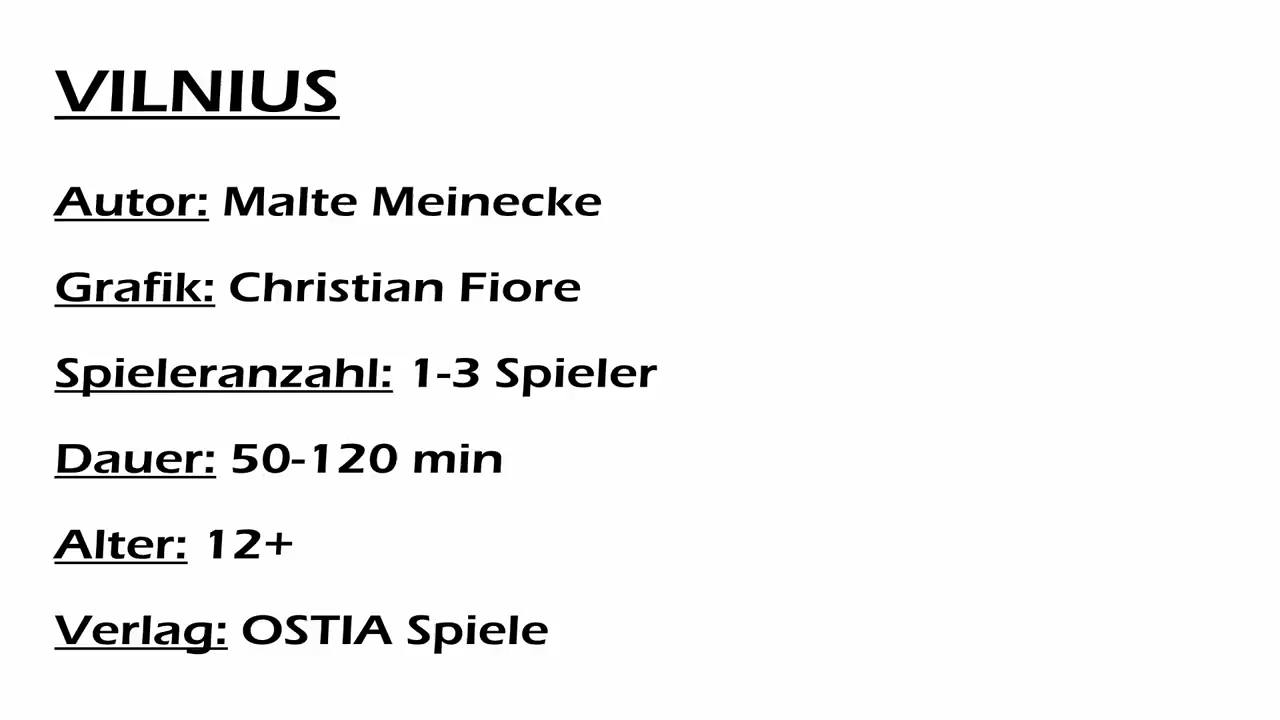 VILNIUS
Autor: Malte Meinecke
Grafik: Christian Fiore
Spieleranzahl: 1-3 Spieler
Dauer: 50-120 min
Alter: 12+
Verlag: OSTIA Spiele